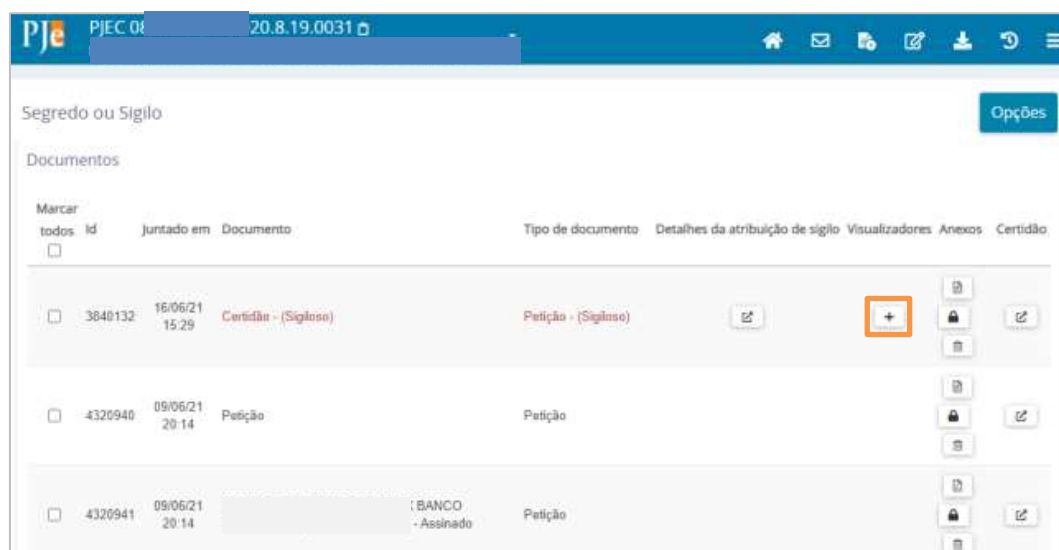 PJe PJEC 08 20.8.19.0031
Segredo ou Sigilo Opções
Documentos
Marcar
todos Id Juntado em Documento Tipo de documento Detalhes da atribuição de sigilo Visualizadores Anexos Certidão
3840132 16/06/21
15:29 Certidão - (Sigiloso) Petição - (Sigiloso)
4320940 09/06/21
20:14 Petição Petição
4320941 09/06/21
20:14 BANCO
- Assinado Petição